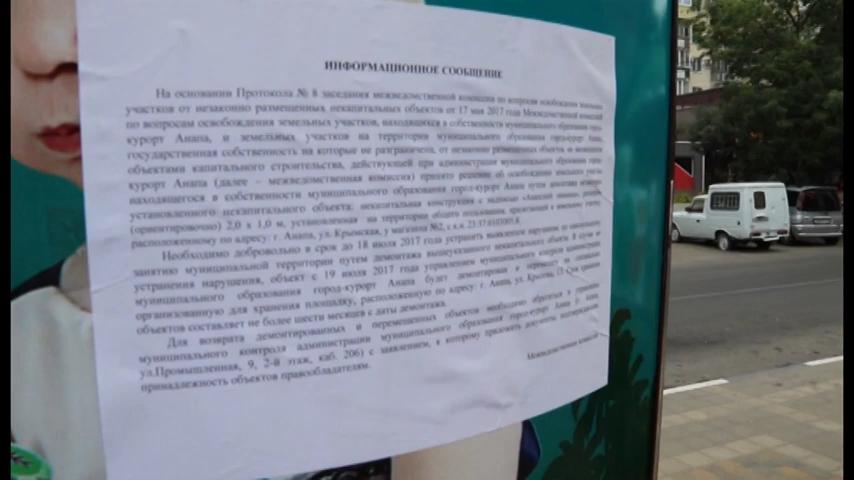 ИНФОРМАЦИОННОЕ СООБЩЕНИЕ
На основании Протокола № 8 заседания межведомственной комиссии по вопросам освобождения земельных
участков от незаконно размещенных некапитальных объектов от 17 мая 2017 года Межведомственной комиссией
по вопросам освобождения земельных участков, находящихся в собственности муниципального образования город-
курорт Анапа, и земельных участков на территории муниципального образования город-курорт Анапа,
государственная собственность на которые не разграничена, от незаконно размещенных объектов, не являющихся
объектами капитального строительства, действующей при администрации муниципального образования город-
курорт Анапа (далее – межведомственная комиссия) принято решение об освобождении земельного участка
находящегося в собственности муниципального образования город-курорт Анапа путем демонтажа незаконно
установленного некапитального объекта: некапитальная конструкция с надписью «Анапский
(ориентировочно) 2,0 х 1,0 м, установленная на территории общего пользования, прилегающей к земельному участку,
расположенному по адресу: г. Анапа, ул. Крымская, у магазина №2,
Необходимо добровольно в срок до 18 июля 2017 года устранить выявленное нарушение по
занятию муниципальной территории путем демонтажа вышеуказанного некапитального объекта. В случае не
устранения нарушения, объект с 19 июля 2017 года управлением муниципального контроля администрации
муниципального образования город-курорт Анапа будет демонтирован и перемещен на специально
организованную для хранения площадку, расположенную по адресу: г. Анапа, ул. Срок хранения
объектов составляет не более шести месяцев с даты демонтажа.
Для возврата демонтированных и перемещенных объектов необходимо обратиться в управление
муниципального контроля администрации муниципального образования город-курорт Анапа (г. Анапа,
ул.Промышленная, 9, 2-й этаж, каб. 206) с заявлением, к которому приложить документы, подтверждающие
принадлежность объектов правообладателям.
Межведомственная комиссия